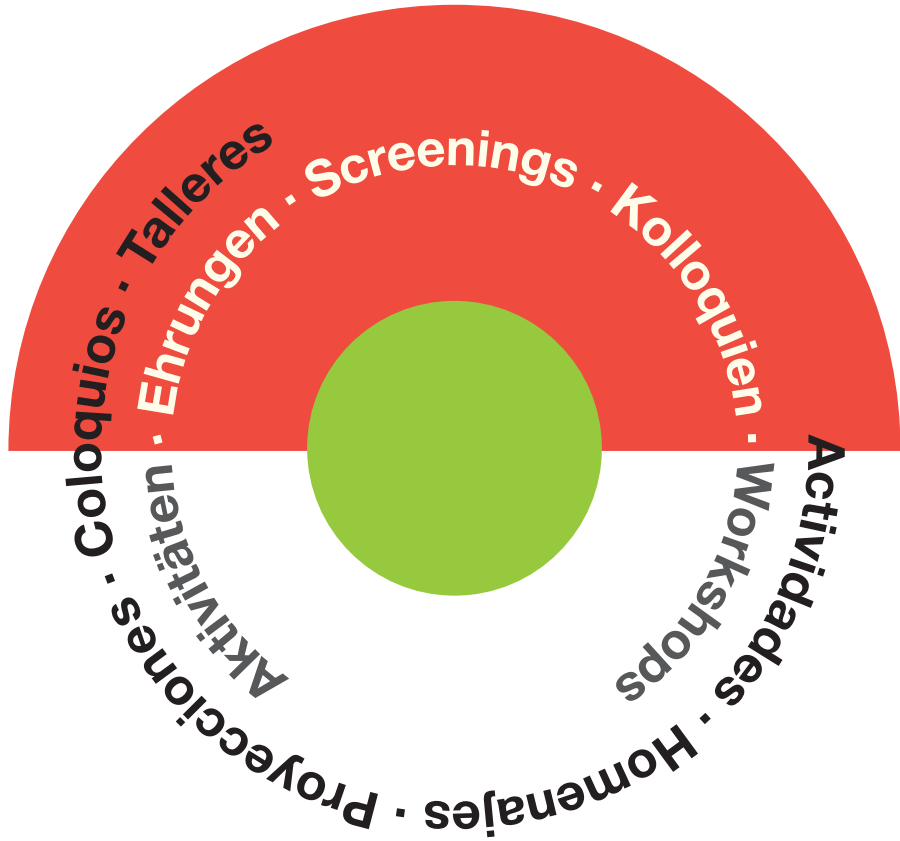 Aktivitäten · Ehrungen · Screenings · Kolloquien · Workshops
Actividades · Homenajes · Proyecciones · Coloquios · Talleres